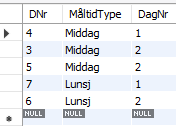 DNr MåltidType DagNr
4 Middag 1
3 Middag 2
5 Middag 2
7 Lunsj 1
6 Lunsj 2
NULL NULL NULL